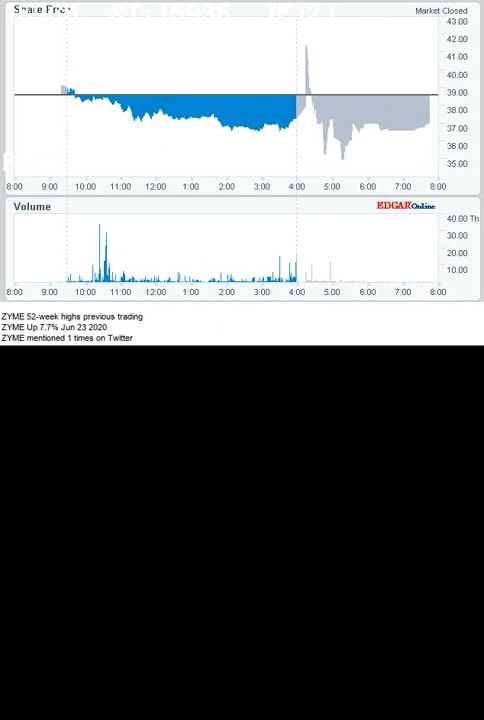 Share Price
ST:15935
Market Closed
43.00
42.00
41.00
40.00
39.00
38.00
37.00
36.00
35.00
8:00 9:00 10:00 11:00 12:00 1:00 2:00 3:00 4:00 5:00 6:00 7:00 8:00
Volume
EDGAR Online
40.00 Th
30.00
20.00
10.00
8:00 9:00 10:00 11:00 12:00 1:00 2:00 3:00 4:00 5:00 6:00 7:00 8:00
ZYME 52-week highs previous trading
ZYME Up 7.7% Jun 23 2020
ZYME mentioned 1 times on Twitter